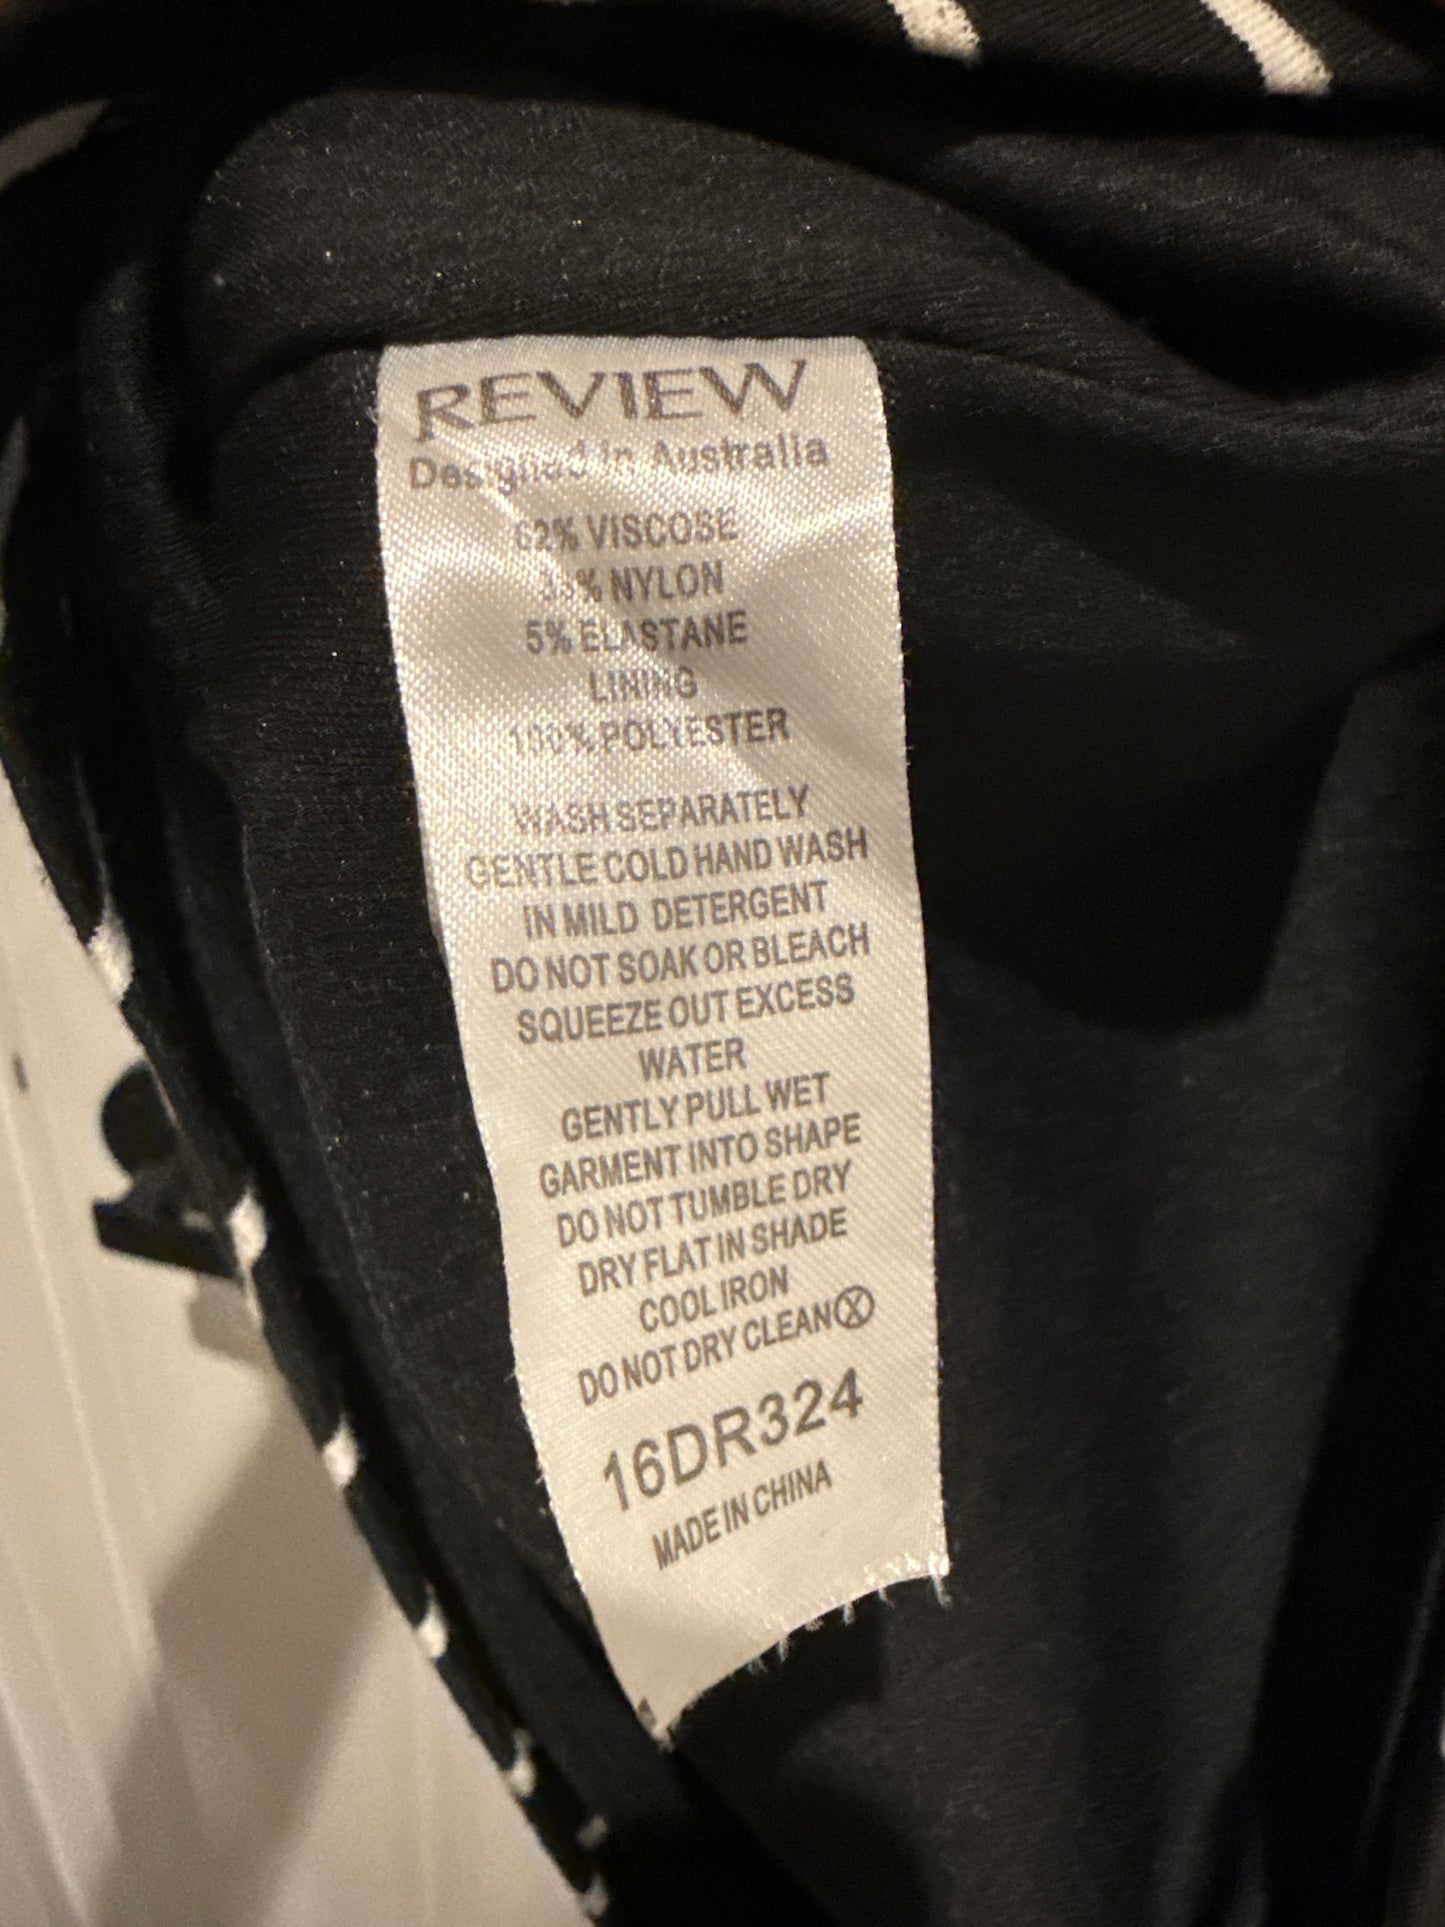 REVIEW
Designed in Australia
62% VISCOSE
NYLON
5% ELASTANE
LINING
100% POLYESTER
WASH SEPARATELY
GENTLE COLD HAND WASH
IN MILD DETERGENT
DO NOT SOAK OR BLEACH
SQUEEZE OUT EXCESS
WATER
GENTLY PULL WET
GARMENT INTO SHAPE
DO NOT TUMBLE DRY
DRY FLAT IN SHADE
COOL IRON
DO NOT DRY CLEAN ⓧ
16DR324
MADE IN CHINA